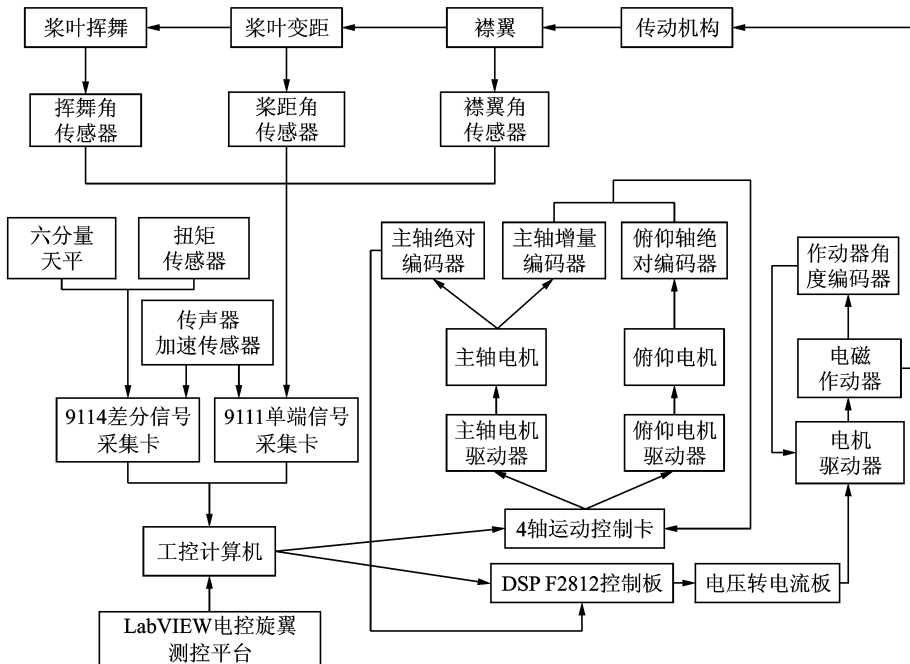 桨叶挥舞
桨叶变距
襟翼
传动机构
挥舞角
传感器
桨距角
传感器
襟翼角
传感器
六分量
天平
扭矩
传感器
主轴绝对
编码器
主轴增量
编码器
俯仰轴绝
对编码器
作动器角
度编码器
传声器
加速传感器
主轴电机
俯仰电机
电磁
作动器
9114差分信号
采集卡
9111单端信号
采集卡
主轴电机
驱动器
俯仰电机
驱动器
电机
驱动器
4轴运动控制卡
工控计算机
DSP F2812控制板
电压转电流板
LabVIEW电控旋翼
测控平台